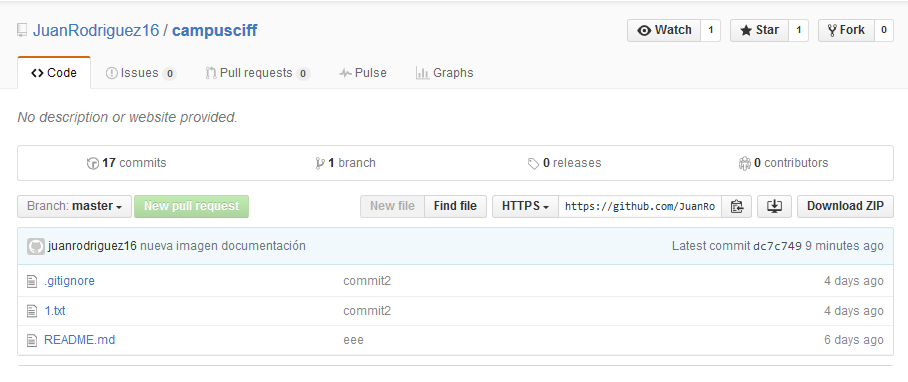 JuanRodriguez16 / campusciff Watch 1 Star 1 Fork 0
Code Issues 0 Pull requests 0 Pulse Graphs
No description or website provided.
17 commits 1 branch 0 releases 0 contributors
Branch: master New pull request New file Find file HTTPS https://github.com/JuanRo Download ZIP
juanrodriguez16 nueva imagen documentación Latest commit dc7c749 9 minutes ago
.gitignore commit2 4 days ago
1.txt commit2 4 days ago
README.md eee 6 days ago